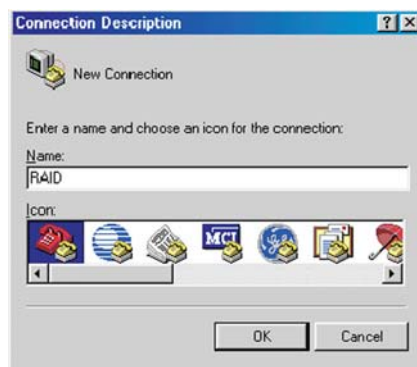 Connection Description
New Connection
Enter a name and choose an icon for the connection:
Name:
RAID
Icon:
MCI
OK
Cancel